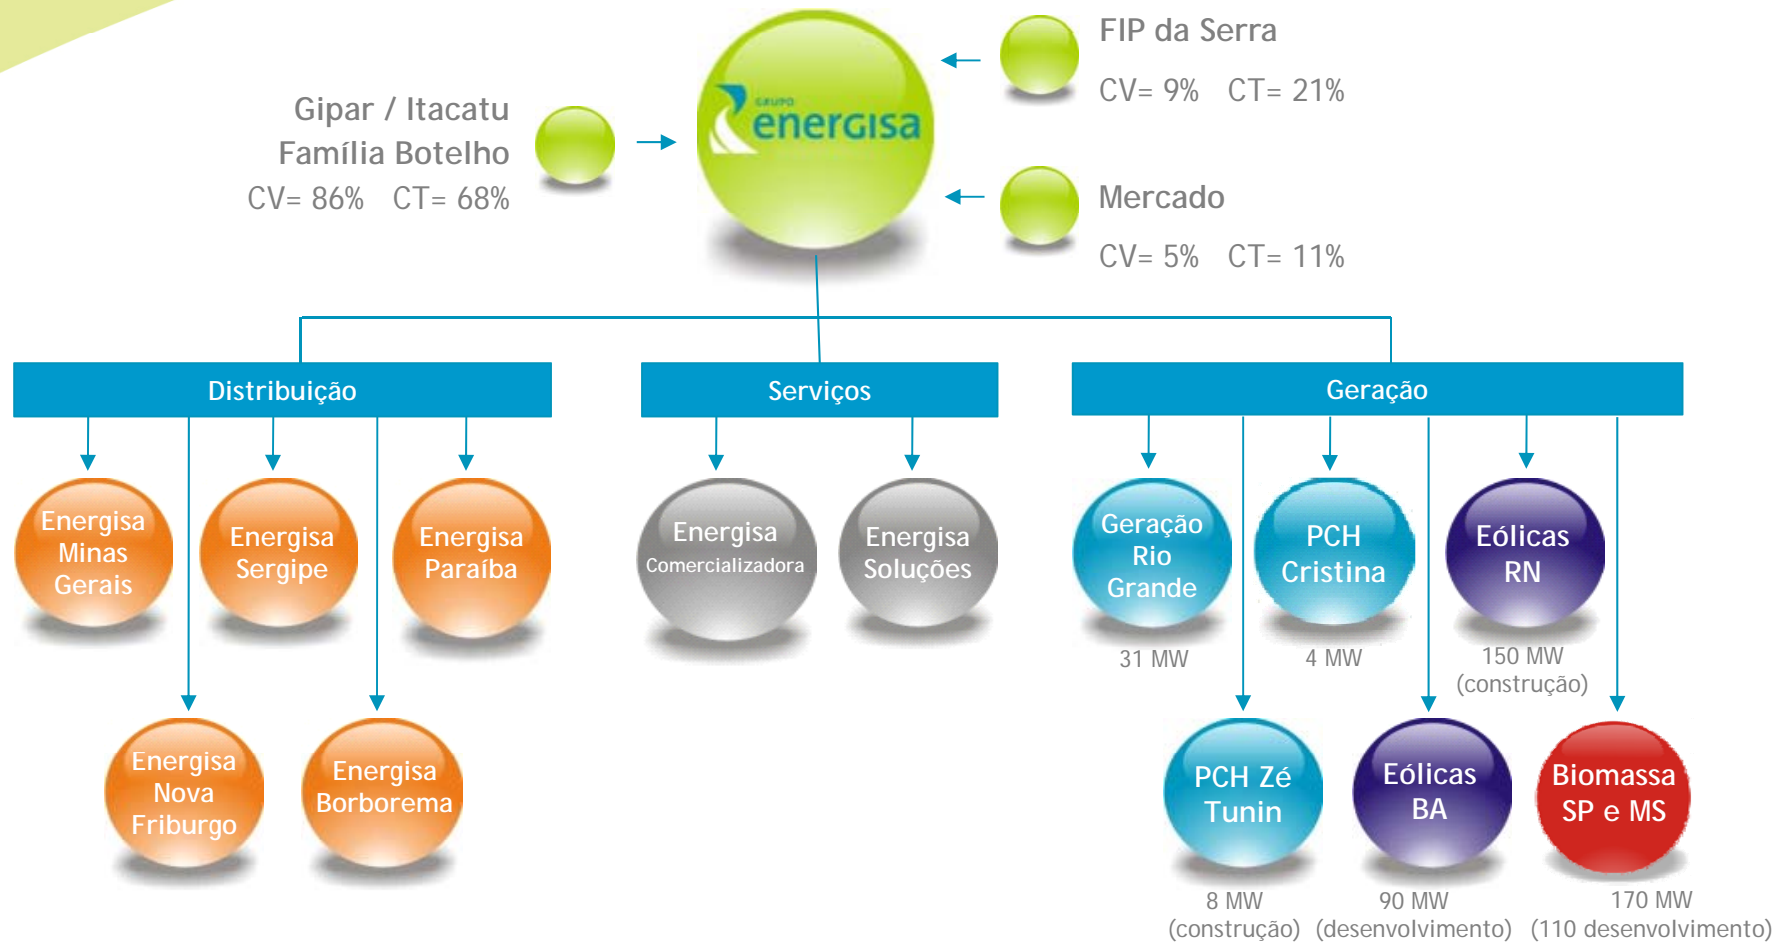 FIP da Serra
CV= 9% CT= 21%
Gipar / Itacatu
Família Botelho
CV= 86% CT= 68%
GRUPO
energisa
Mercado
CV= 5% CT= 11%
Distribuição
Serviços
Geração
Energisa
Minas
Gerais
Energisa
Sergipe
Energisa
Paraíba
Energisa
Comercializadora
Energisa
Soluções
Geração
Rio
Grande
31 MW
PCH
Cristina
4 MW
Eólicas
RN
150 MW
(construção)
Energisa
Nova
Friburgo
Energisa
Borborema
PCH Zé
Tunin
8 MW
(construção)
Eólicas
BA
90 MW
(desenvolvimento)
Biomassa
SP e MS
170 MW
(110 desenvolvimento)